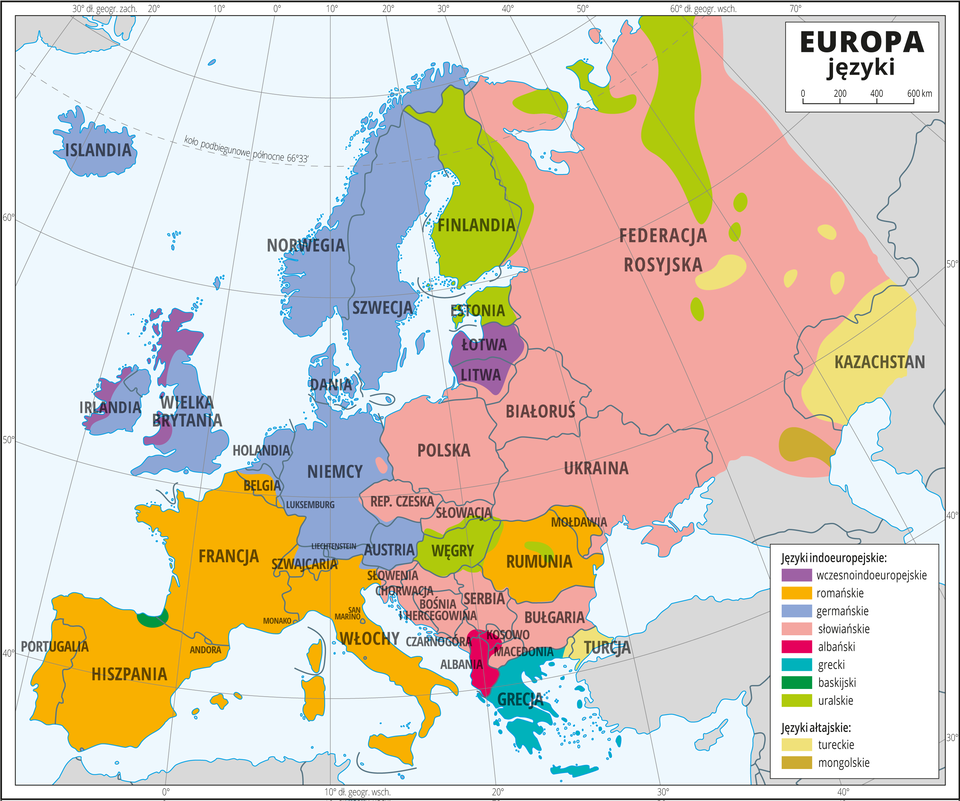 30° dł. geogr. zach.
20°
10°
0°
10°
20°
30°
40°
50°
60° dł. geogr. wsch.
70°
EUROPA
języki
0 200 400 600 km
koło podbiegunowe północne 66°33'
ISLANDIA
60°
NORWEGIA
FINLANDIA
FEDERACJA
ROSYJSKA
50°
SZWECJA
ESTONIA
ŁOTWA
LITWA
KAZACHSTAN
DANIA
IRLANDIA
WIELKA
BRYTANIA
BIAŁORUŚ
50°
HOLANDIA
POLSKA
NIEMCY
UKRAINA
BELGIA
LUKSEMBURG
REP. CZESKA
SŁOWACJA
40°
MOŁDAWIA
FRANCJA
LIECHTENSTEIN
AUSTRIA
WĘGRY
RUMUNIA
SZWAJCARIA
SŁOWENIA
CHORWACJA
BOŚNIA
I HERCEGOWINA
SERBIA
SAN
MARINO
MONAKO
BUŁGARIA
PORTUGALIA
ANDORA
WŁOCHY
CZARNOGÓRA
KOSOWO
MACEDONIA
TURCJA
40°
ALBANIA
HISZPANIA
GRECJA
30°
Języki indoeuropejskie:
wczesnoindoeuropejskie
romańskie
germańskie
słowiańskie
albański
grecki
baskijski
uralskie
Języki ałtajskie:
tureckie
mongolskie
0°
10° dł. geogr. wsch.
20°
30°
40°